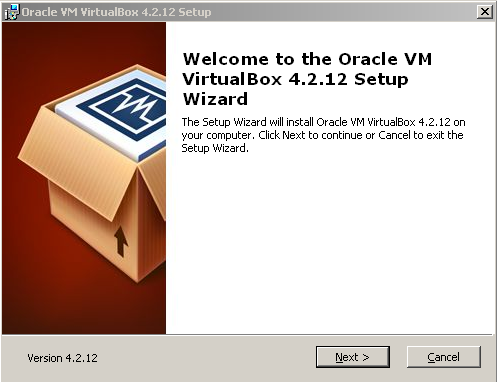 Oracle VM VirtualBox 4.2.12 Setup
Welcome to the Oracle VM
VirtualBox 4.2.12 Setup
Wizard
The Setup Wizard will install Oracle VM VirtualBox 4.2.12 on
your computer. Click Next to continue or Cancel to exit the
Setup Wizard.
Version 4.2.12
Next >
Cancel